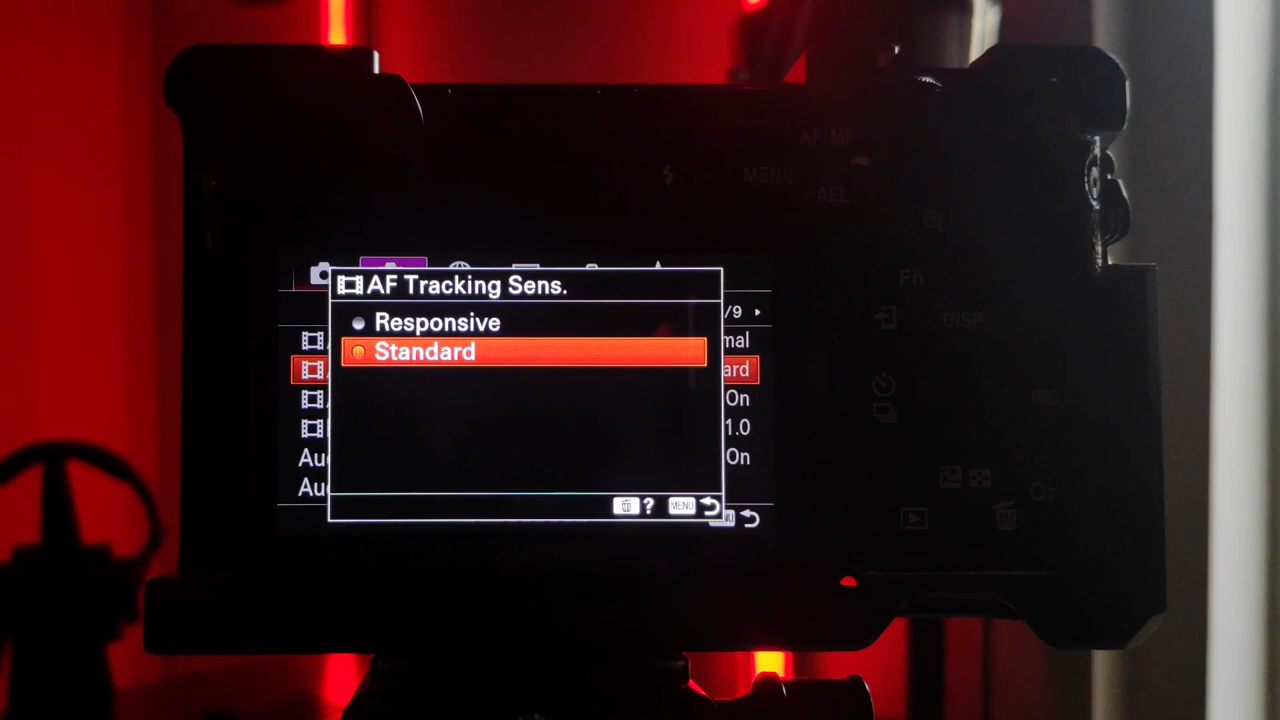 AF/MF
MENU
AEL
AF Tracking Sens.
/9
Responsive
mal
Standard
ard
On
1.0
Au
On
Au
? MENU
Fn
DISP
C2